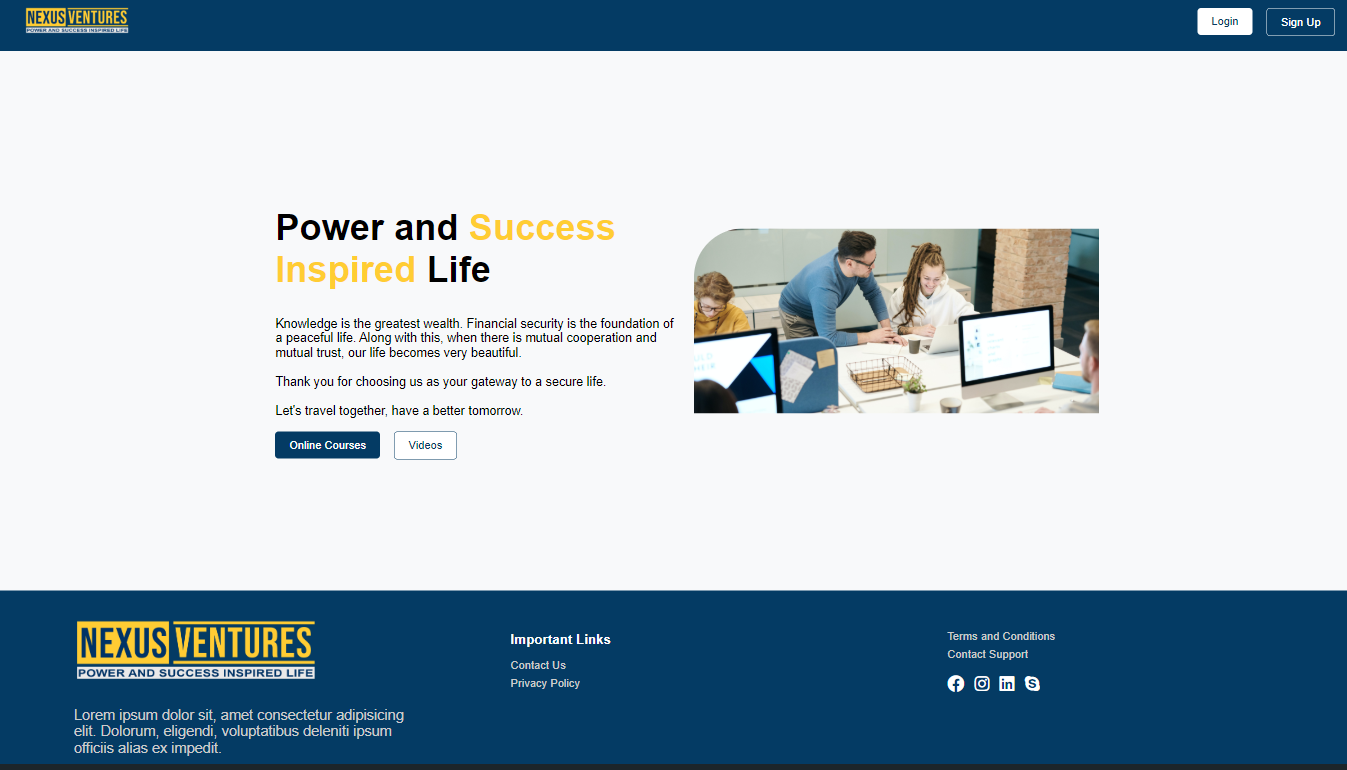 NEXUS VENTURES
POWER AND SUCCESS INSPIRED LIFE
Login
Sign Up
Power and Success
Inspired Life
Knowledge is the greatest wealth. Financial security is the foundation of
a peaceful life. Along with this, when there is mutual cooperation and
mutual trust, our life becomes very beautiful.
Thank you for choosing us as your gateway to a secure life.
Let's travel together, have a better tomorrow.
Online Courses
Videos
NEXUS VENTURES
POWER AND SUCCESS INSPIRED LIFE
Lorem ipsum dolor sit, amet consectetur adipisicing
elit. Dolorum, eligendi, voluptatibus deleniti ipsum
officiis alias ex impedit.
Important Links
Contact Us
Privacy Policy
Terms and Conditions
Contact Support